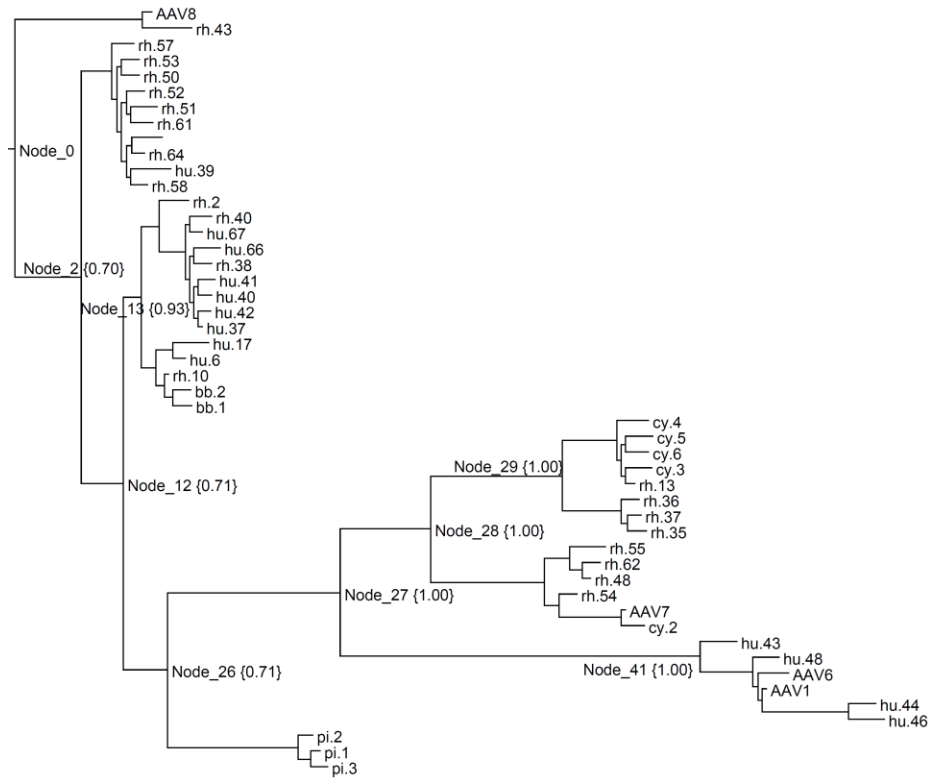 AAV8
rh.43
rh.57
rh.53
rh.50
rh.52
rh.51
rh.61
Node_0
rh.64
hu.39
rh.58
rh.2
rh.40
hu.67
hu.66
Node_2 {0.70}
rh.38
hu.41
hu.40
Node_13 {0.93}
hu.42
hu.37
hu.17
hu.6
rh.10
bb.2
bb.1
cy.4
cy.5
cy.6
Node_29 {1.00}
cy.3
rh.13
Node_12 {0.71}
rh.36
rh.37
Node_28 {1.00}
rh.35
rh.55
rh.62
rh.48
Node_27 {1.00}
rh.54
AAV7
cy.2
hu.43
hu.48
Node_41 {1.00}
Node_26 {0.71}
AAV6
AAV1
hu.44
hu.46
pi.2
pi.1
pi.3